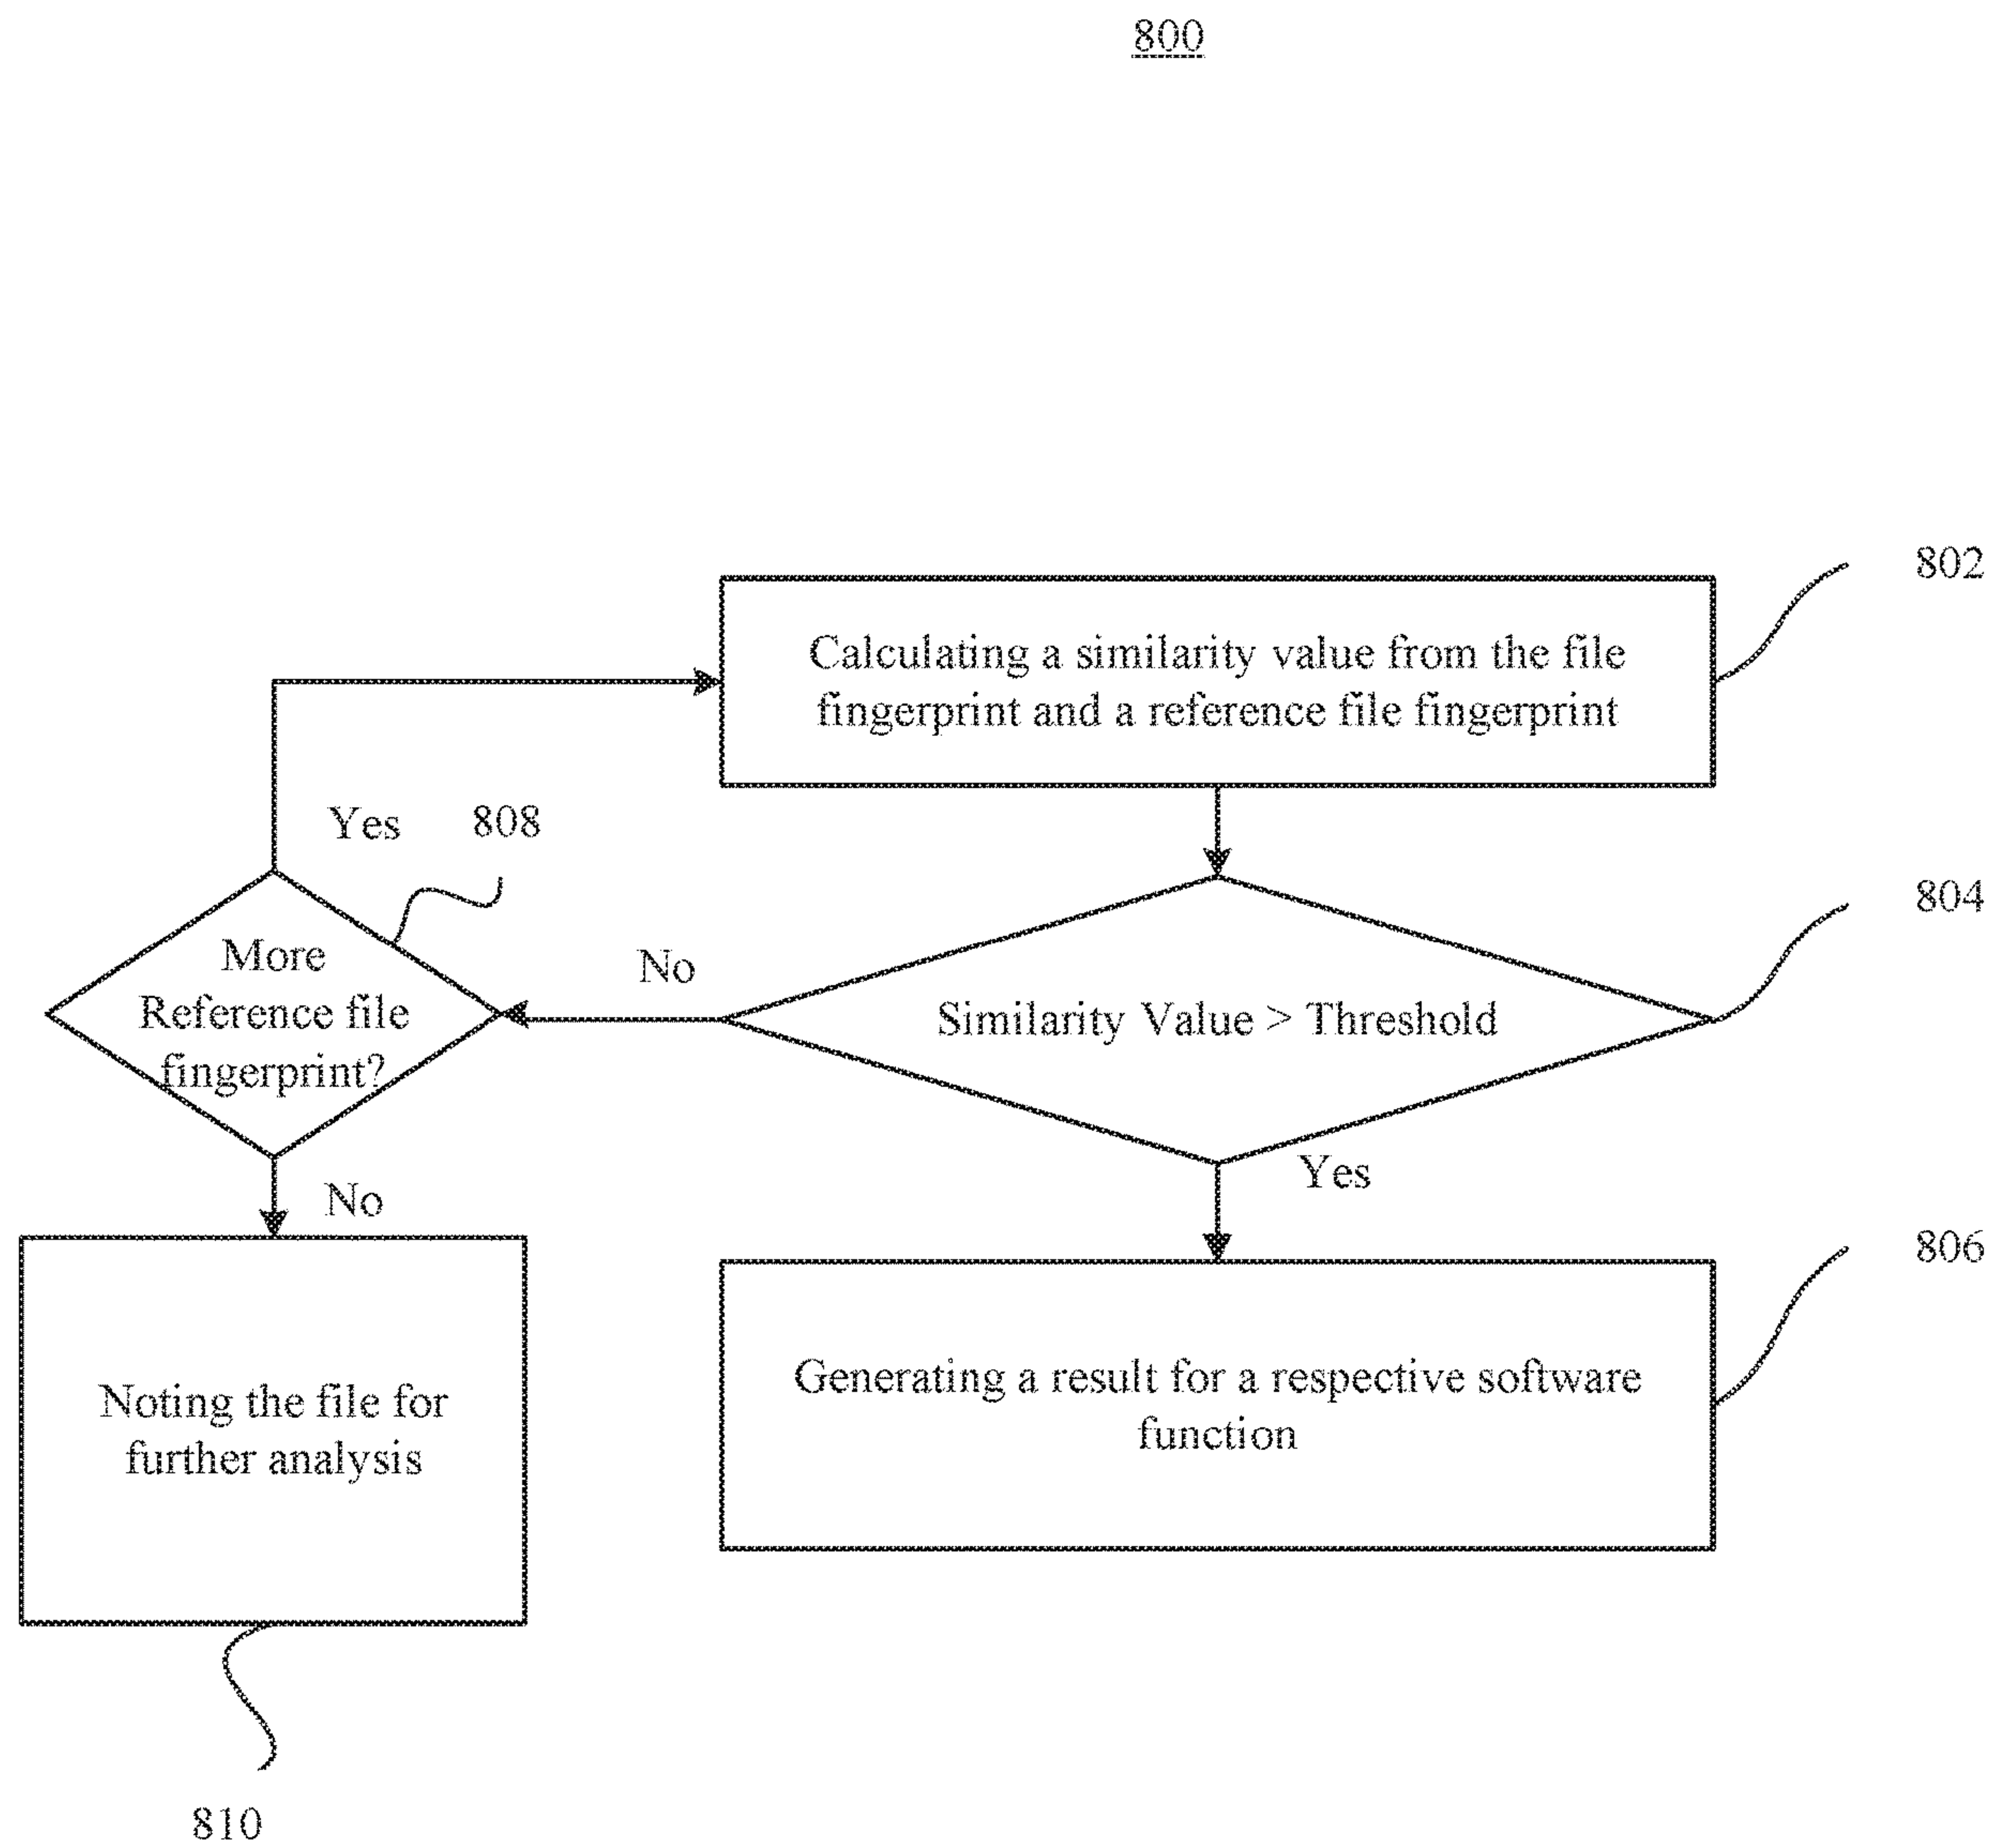 800
802
Calculating a similarity value from the file
fingerprint and a reference file fingerprint
Yes
808
804
More
Reference file
fingerprint?
No
Similarity Value > Threshold
Yes
No
806
Generating a result for a respective software
function
Noting the file for
further analysis
810